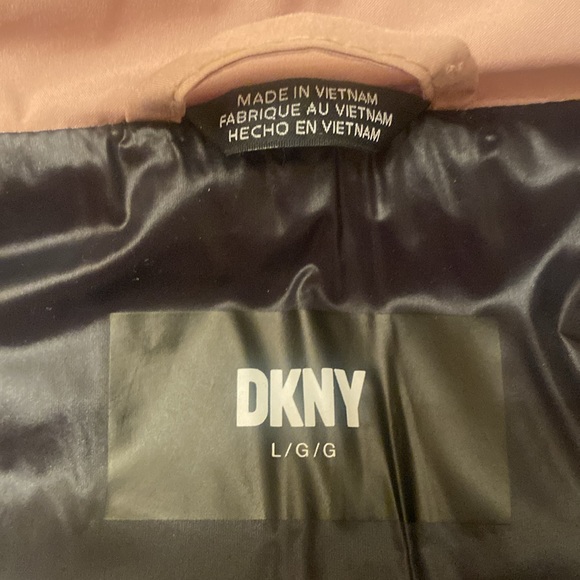 MADE IN VIETNAM
FABRIQUE AU VIETNAM
HECHO EN VIETNAM
DKNY
L/G/G